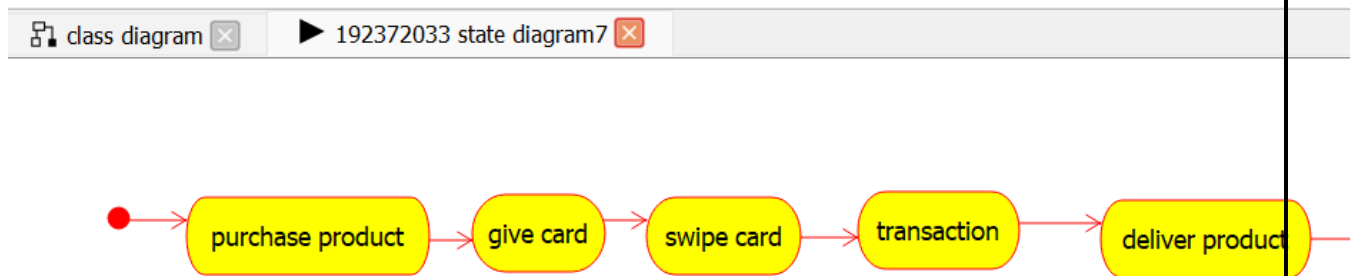 class diagram
192372033 state diagram7
purchase product
give card
swipe card
transaction
deliver product